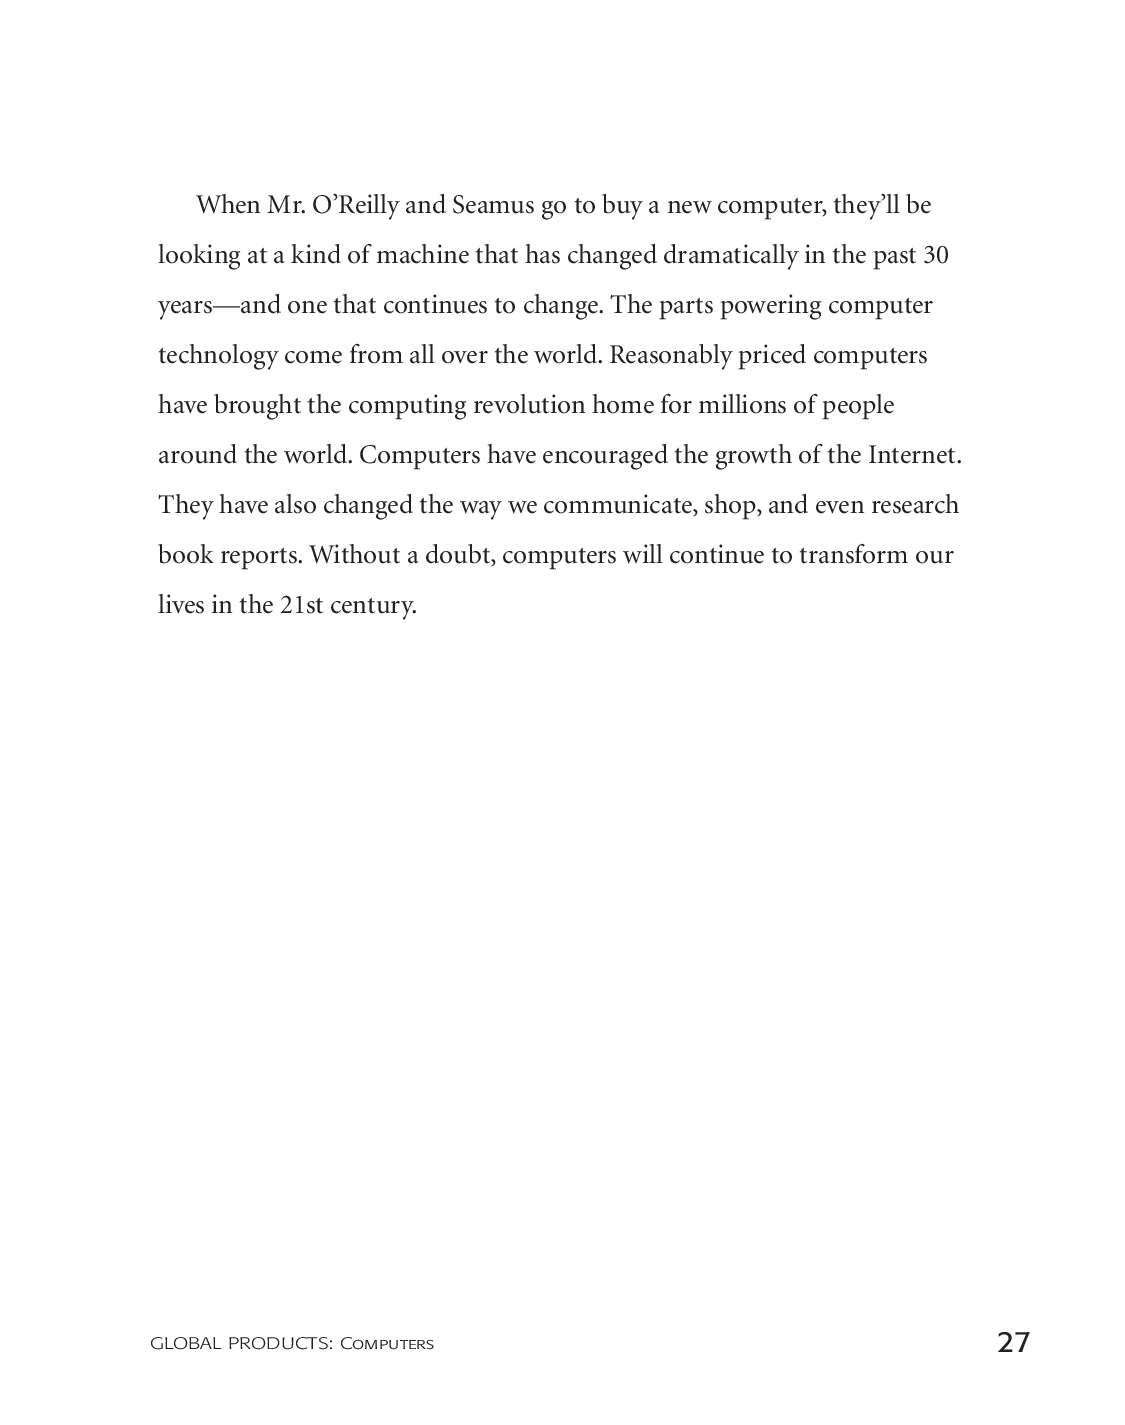 When Mr. O’Reilly and Seamus go to buy a new computer, they’ll be
looking at a kind of machine that has changed dramatically in the past 30
years—and one that continues to change. The parts powering computer
technology come from all over the world. Reasonably priced computers
have brought the computing revolution home for millions of people
around the world. Computers have encouraged the growth of the Internet.
They have also changed the way we communicate, shop, and even research
book reports. Without a doubt, computers will continue to transform our
lives in the 21st century.
GLOBAL PRODUCTS: Computers 27